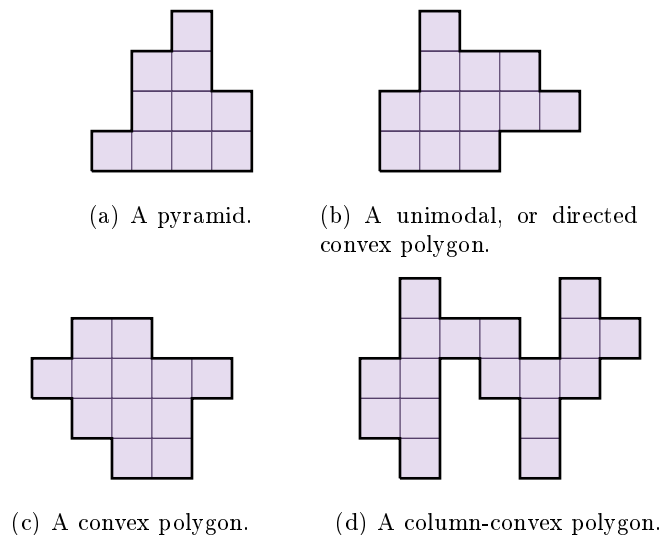 (a) A pyramid.
(b) A unimodal, or directed
convex polygon.
(c) A convex polygon.
(d) A column-convex polygon.